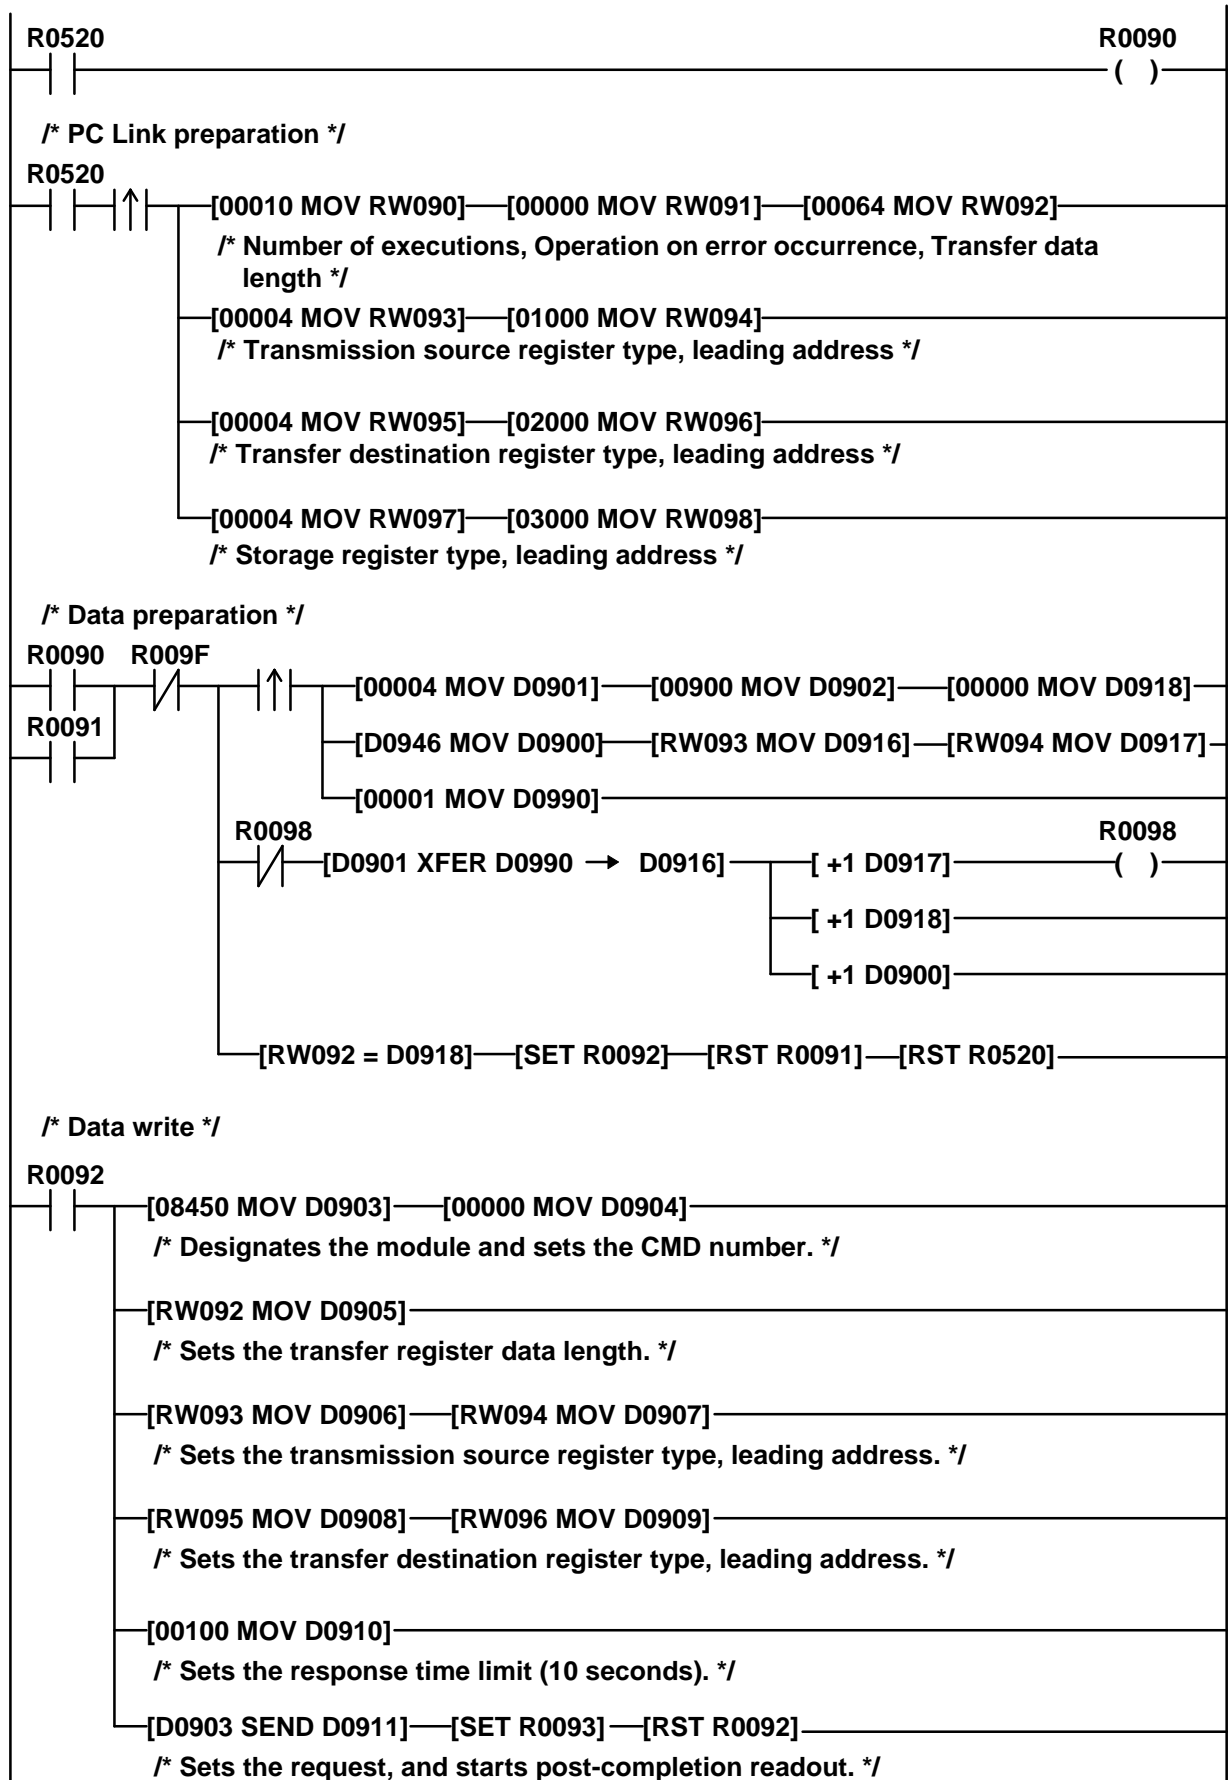 R0520 R0090
( )
/* PC Link preparation */
R0520
[00010 MOV RW090] [00000 MOV RW091] [00064 MOV RW092]
/* Number of executions, Operation on error occurrence, Transfer data
length */
[00004 MOV RW093] [01000 MOV RW094]
/* Transmission source register type, leading address */
[00004 MOV RW095] [02000 MOV RW096]
/* Transfer destination register type, leading address */
[00004 MOV RW097] [03000 MOV RW098]
/* Storage register type, leading address */
/* Data preparation */
R0090 R009F
[00004 MOV D0901] [00900 MOV D0902] [00000 MOV D0918]
R0091
[D0946 MOV D0900] [RW093 MOV D0916] [RW094 MOV D0917]
[00001 MOV D0990]
R0098 R0098
[D0901 XFER D0990 → D0916] [ +1 D0917] ( )
[ +1 D0918]
[ +1 D0900]
[RW092 = D0918] [SET R0092] [RST R0091] [RST R0520]
/* Data write */
R0092
[08450 MOV D0903] [00000 MOV D0904]
/* Designates the module and sets the CMD number. */
[RW092 MOV D0905]
/* Sets the transfer register data length. */
[RW093 MOV D0906] [RW094 MOV D0907]
/* Sets the transmission source register type, leading address. */
[RW095 MOV D0908] [RW096 MOV D0909]
/* Sets the transfer destination register type, leading address. */
[00100 MOV D0910]
/* Sets the response time limit (10 seconds). */
[D0903 SEND D0911] [SET R0093] [RST R0092]
/* Sets the request, and starts post-completion readout. */